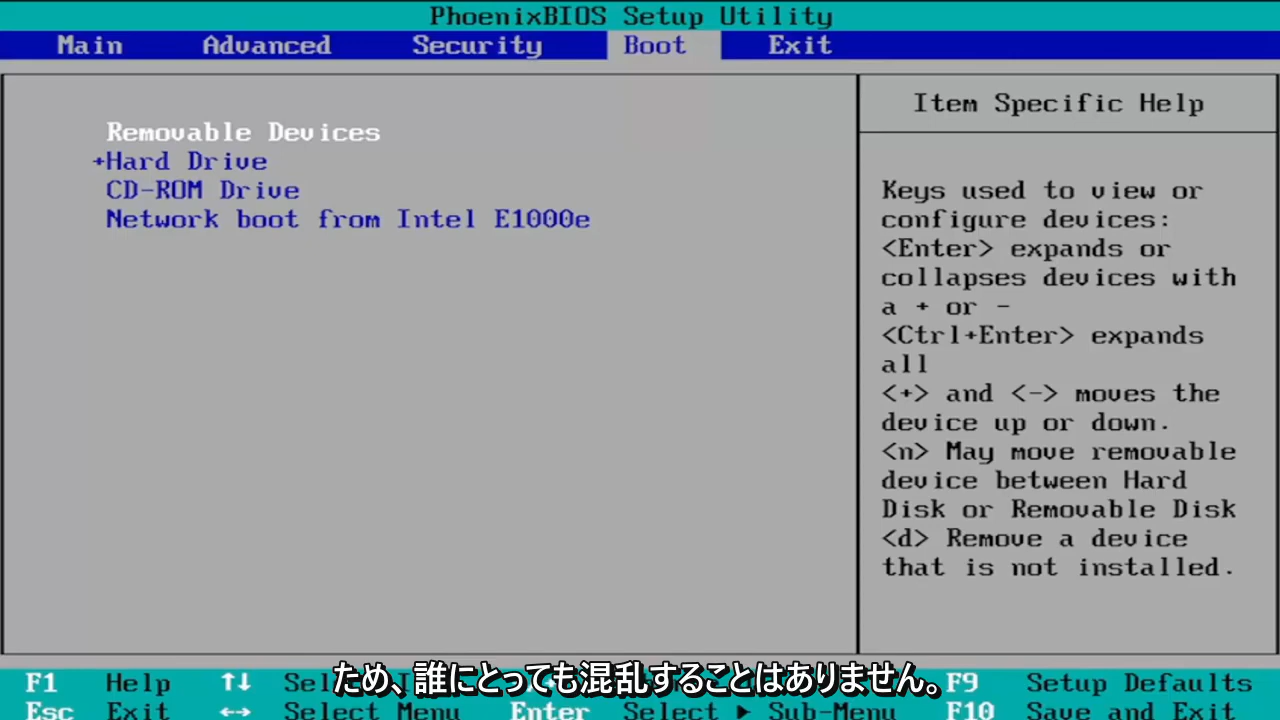 PhoenixBIOS Setup Utility
Main Advanced Security Boot Exit
Removable Devices
+Hard Drive
CD-ROM Drive
Network boot from Intel E1000e
Item Specific Help
Keys used to view or
configure devices:
<Enter> expands or
collapses devices with
a + or -
<Ctrl+Enter> expands
all
<+> and <-> moves the
device up or down.
<n> May move removable
device between Hard
Disk or Removable Disk
<d> Remove a device
that is not installed.
ため、誰にとっても混乱することはありません。
F1 Help ↑↓ F9 Setup Defaults
Esc Exit ↔ Select Menu Enter Select ▶ Sub-Menu F10 Save and Exit